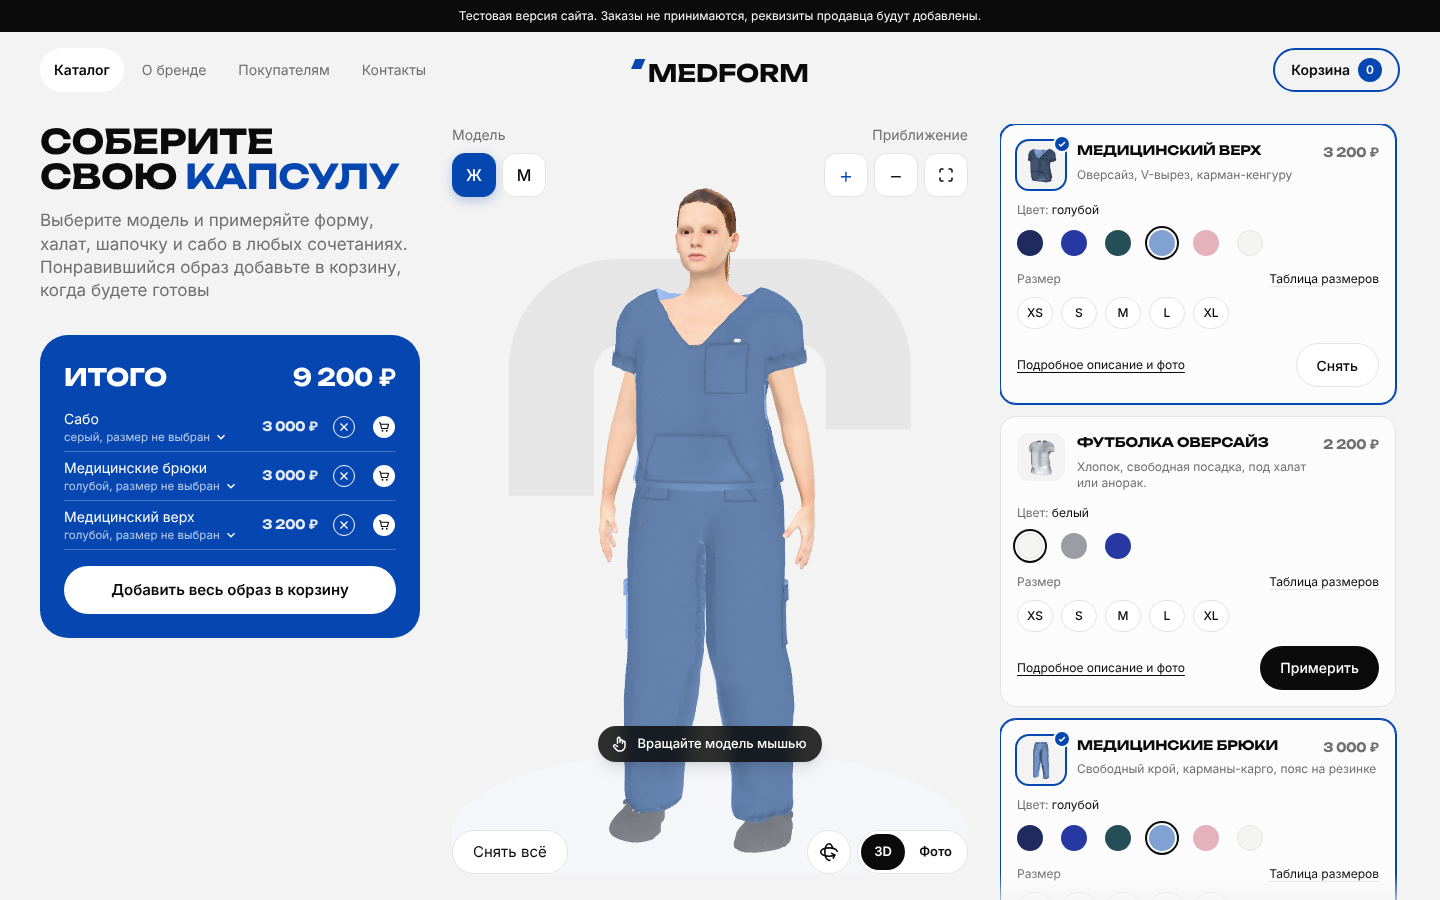 Тестовая версия сайта. Заказы не принимаются, реквизиты продавца будут добавлены.
Каталог
О бренде
Покупателям
Контакты
MEDFORM
Корзина 0
СОБЕРИТЕ
СВОЮ КАПСУЛУ
Выберите модель и примеряйте форму,
халат, шапочку и сабо в любых сочетаниях.
Понравившийся образ добавьте в корзину,
когда будете готовы
ИТОГО 9 200 ₽
Сабо 3 000 ₽
серый, размер не выбран
Медицинские брюки 3 000 ₽
голубой, размер не выбран
Медицинский верх 3 200 ₽
голубой, размер не выбран
Добавить весь образ в корзину
Модель
Ж М
Приближение
+ −
Вращайте модель мышью
Снять всё
3D Фото
МЕДИЦИНСКИЙ ВЕРХ 3 200 ₽
Оверсайз, V-вырез, карман-кенгуру
Цвет: голубой
Размер Таблица размеров
XS S M L XL
Подробное описание и фото Снять
ФУТБОЛКА ОВЕРСАЙЗ 2 200 ₽
Хлопок, свободная посадка, под халат
или анорак.
Цвет: белый
Размер Таблица размеров
XS S M L XL
Подробное описание и фото Примерить
МЕДИЦИНСКИЕ БРЮКИ 3 000 ₽
Свободный крой, карманы-карго, пояс на резинке
Цвет: голубой
Размер Таблица размеров